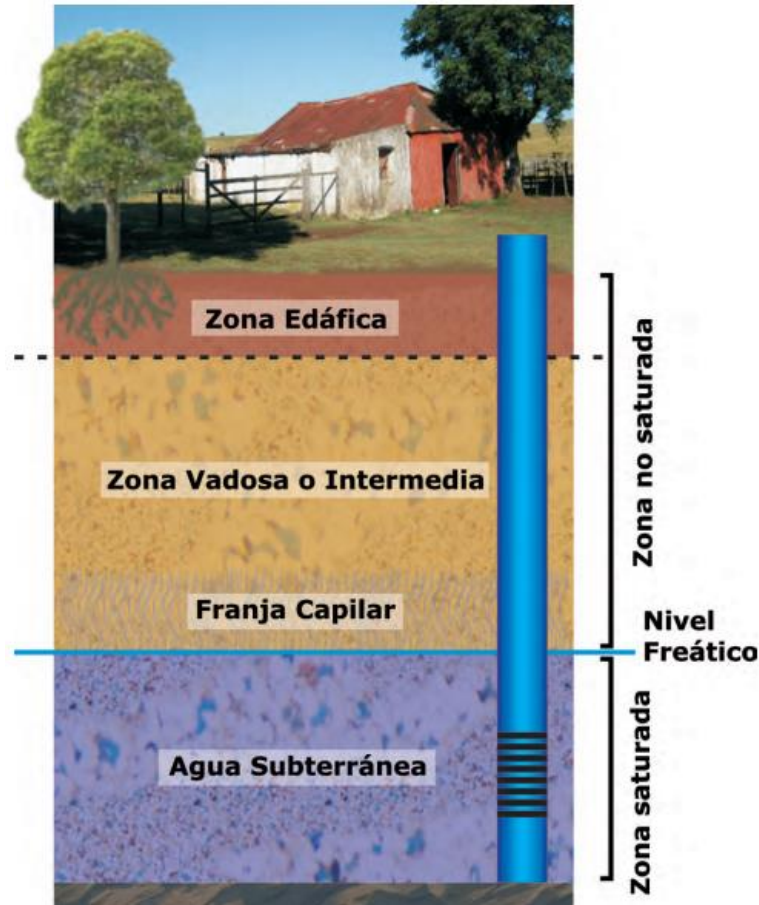 Zona Edáfica
Zona Vadosa o Intermedia
Franja Capilar
Agua Subterránea
Zona no saturada
Nivel
Freático
Zona saturada